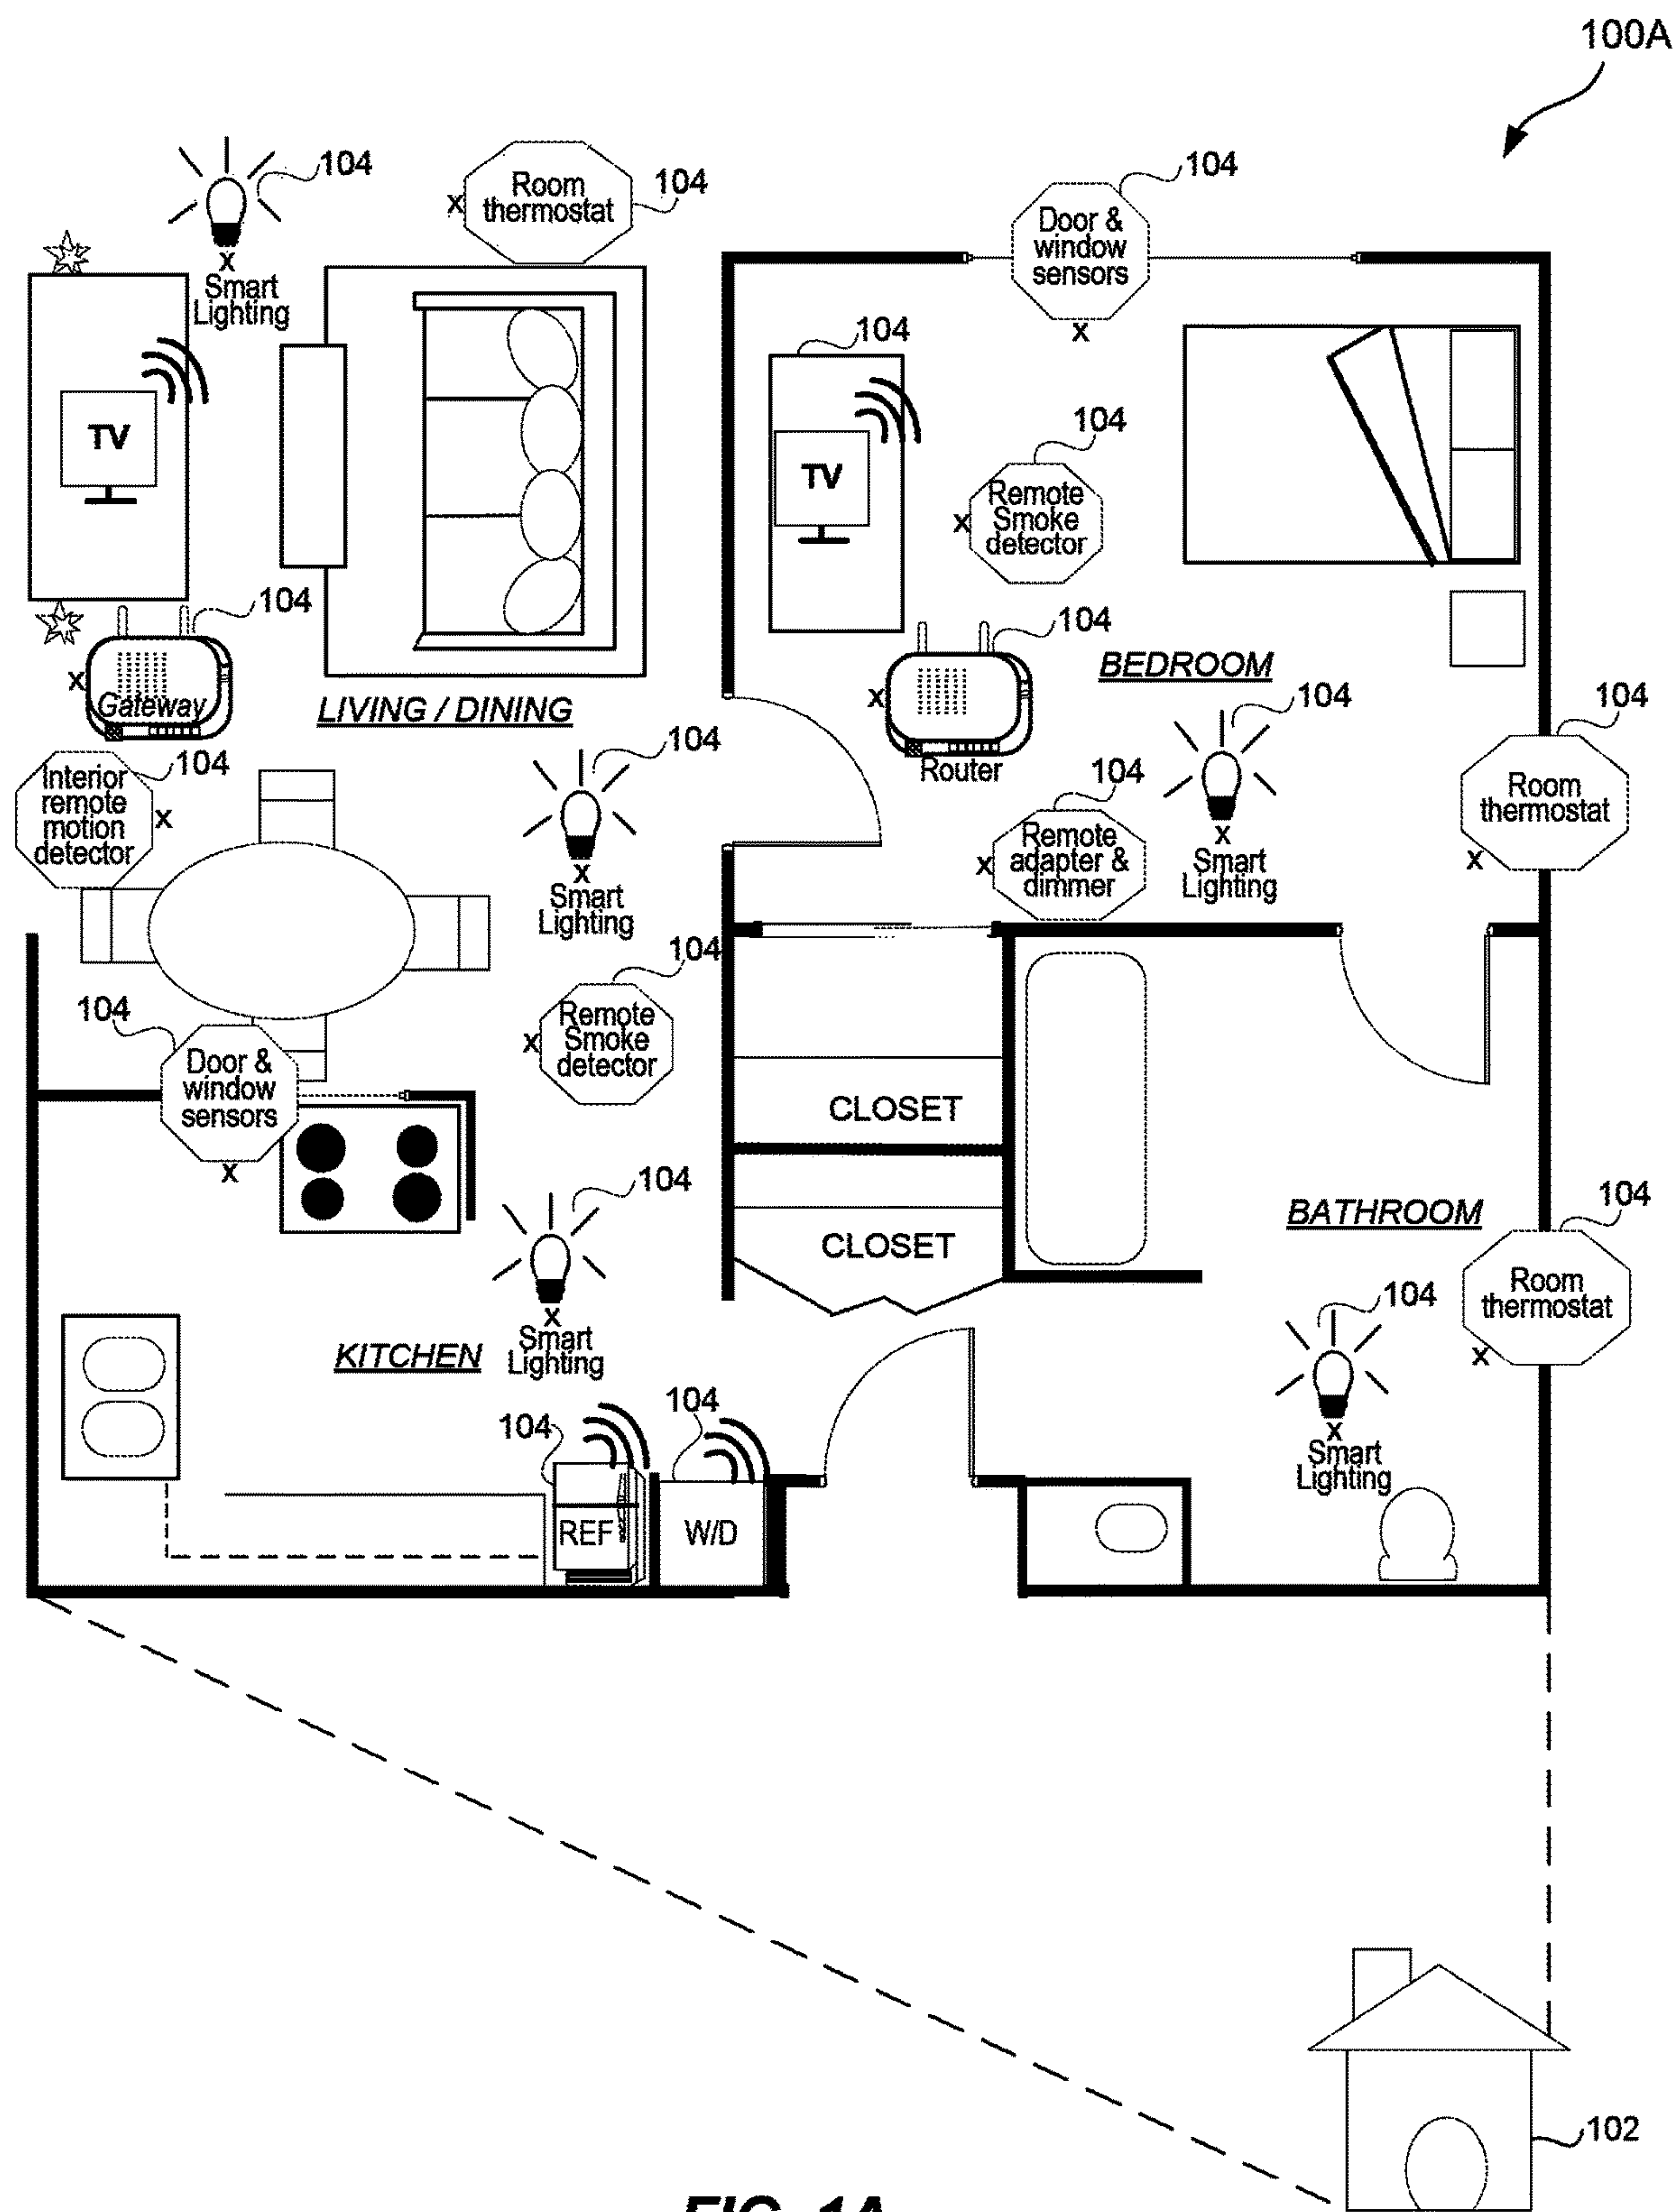 100A
104
Smart
Lighting
Room
thermostat
104
104
Door &
window
sensors
x
x
x
TV
104
TV
104
Remote
Smoke
detector
x
104
Gateway
x
LIVING / DINING
104
Router
x
BEDROOM
104
Smart
Lighting
x
104
Room
thermostat
x
104
Interior
remote
motion
detector
x
104
Smart
Lighting
x
104
Remote
adapter &
dimmer
x
104
Remote
Smoke
detector
x
104
Door &
window
sensors
x
CLOSET
CLOSET
104
Smart
Lighting
x
KITCHEN
BATHROOM
104
Room
thermostat
x
104
Smart
Lighting
x
104
REF
104
W/D
102
FIG. 1A